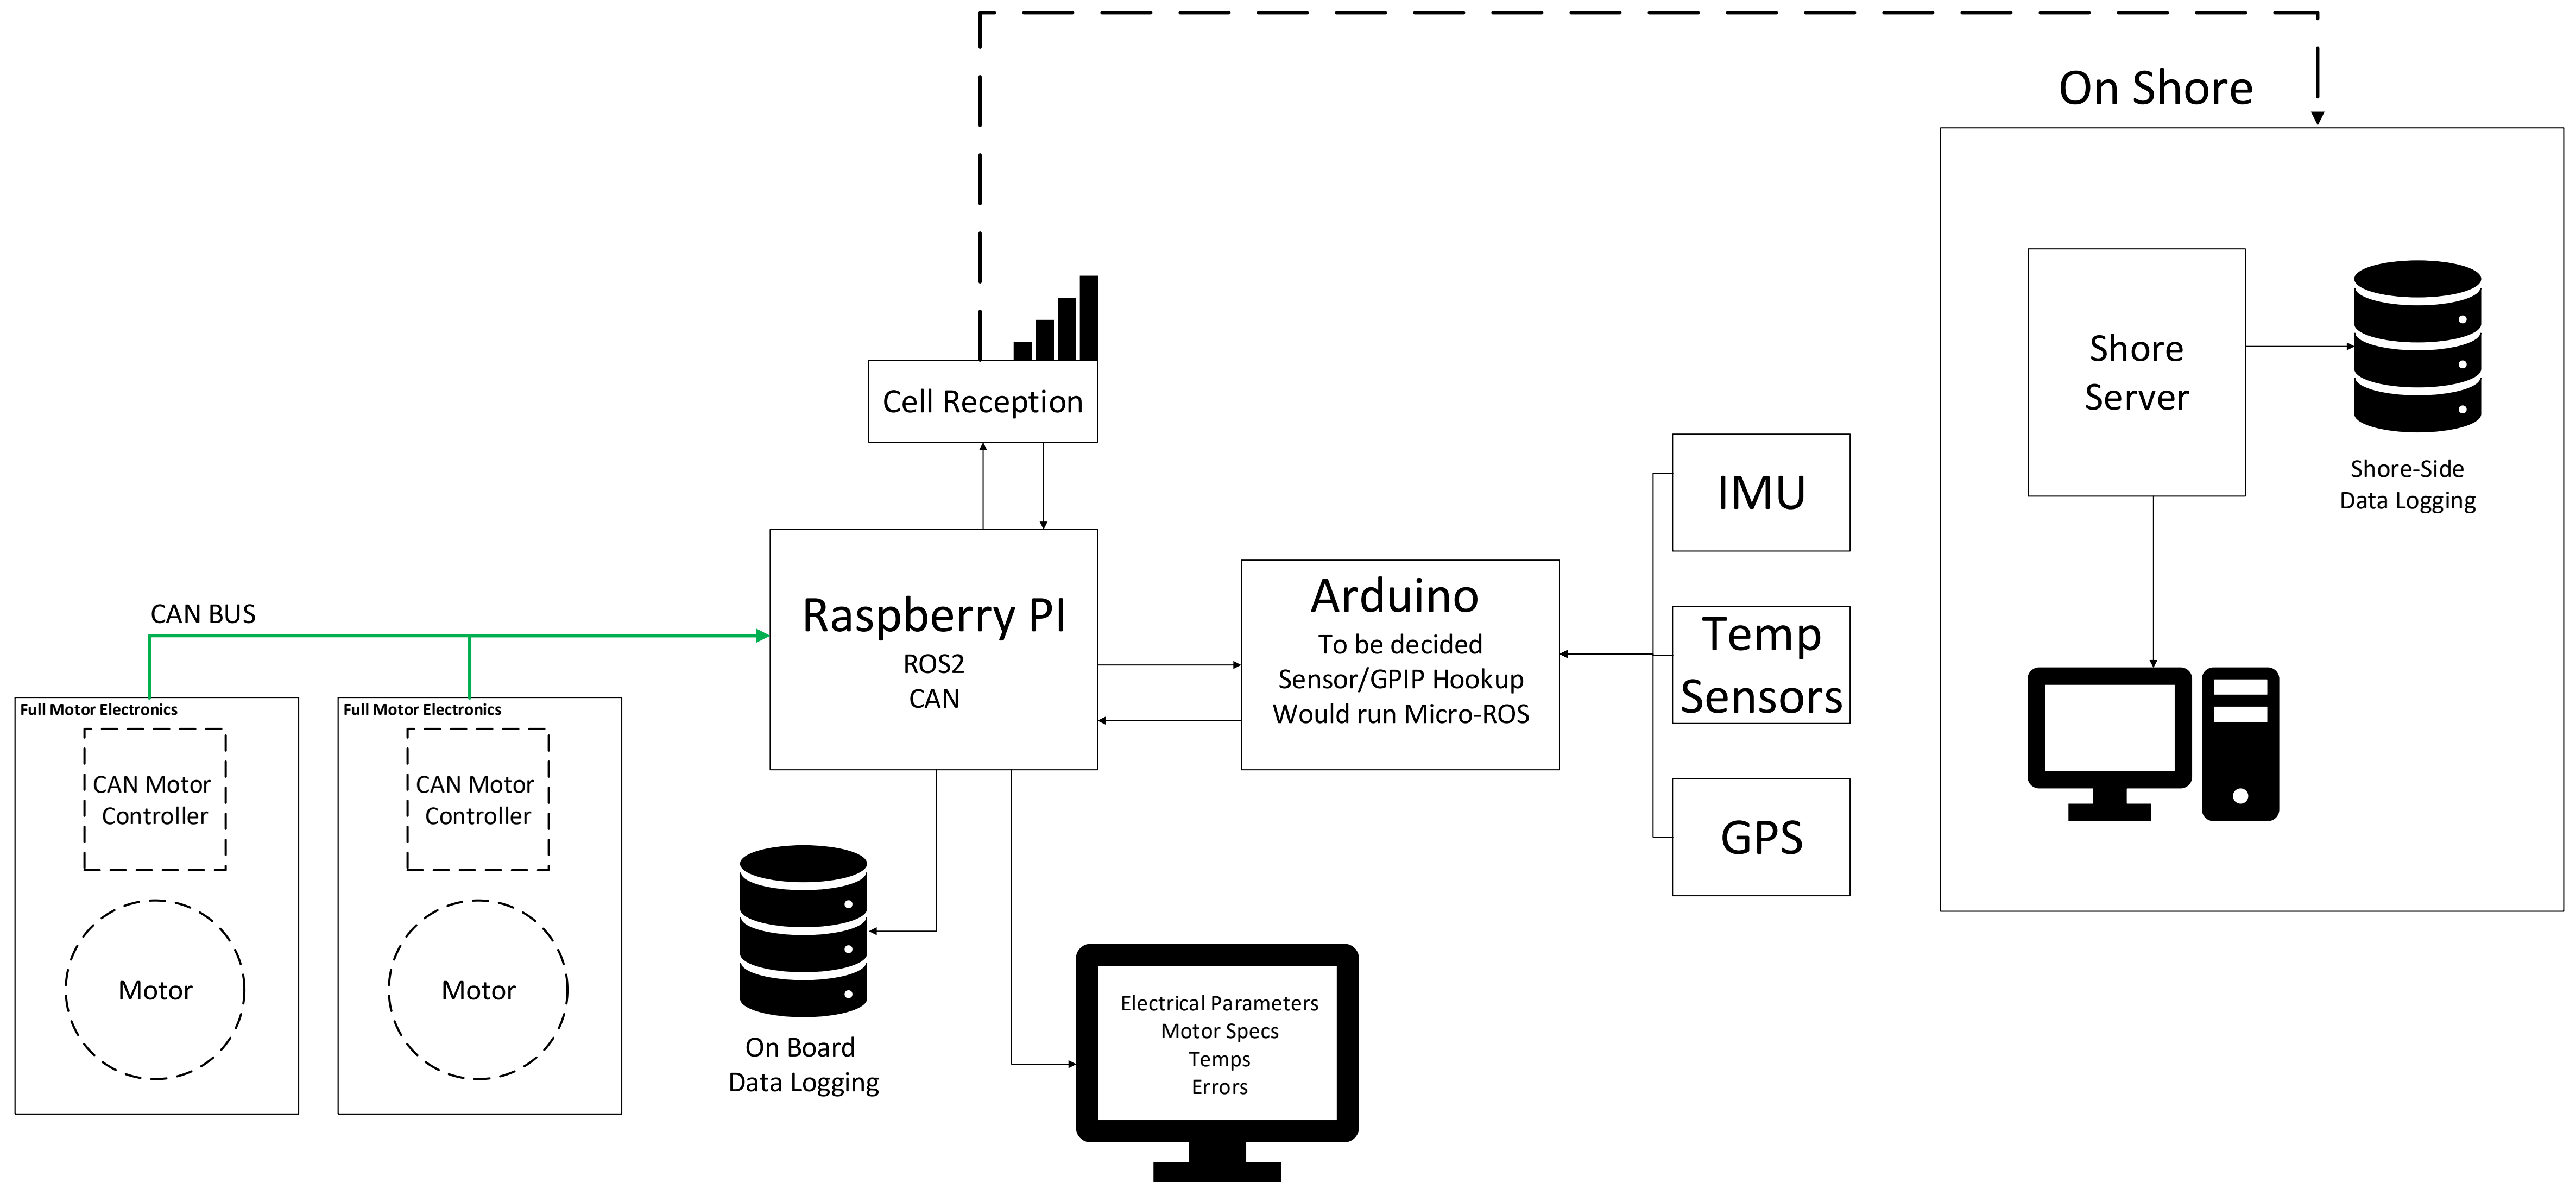 On Shore
Cell Reception
Shore
Server
Shore-Side
Data Logging
IMU
Temp
Sensors
GPS
CAN BUS
Raspberry PI
ROS2
CAN
Arduino
To be decided
Sensor/GPIP Hookup
Would run Micro-ROS
Full Motor Electronics
CAN Motor
Controller
Motor
Full Motor Electronics
CAN Motor
Controller
Motor
On Board
Data Logging
Electrical Parameters
Motor Specs
Temps
Errors